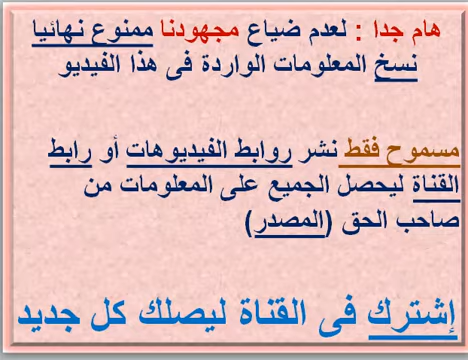 هام جدا : لعدم ضياع مجهودنا ممنوع نهائيا
نسخ المعلومات الواردة فى هذا الفيديو
مسموح فقط نشر روابط الفيديوهات أو رابط
القناة ليحصل الجميع على المعلومات من
صاحب الحق (المصدر)
إشترك فى القناة ليصلك كل جديد